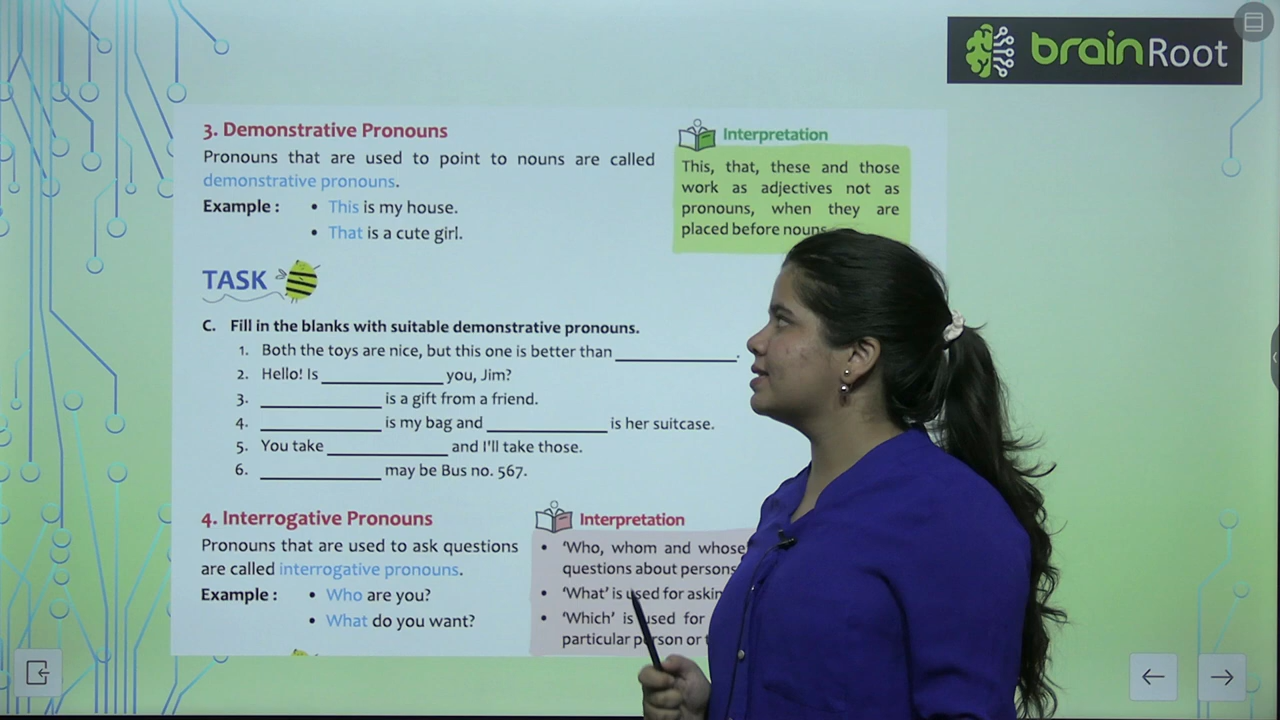 brainRoot
3. Demonstrative Pronouns
Pronouns that are used to point to nouns are called
demonstrative pronouns.
Example :
• This is my house.
• That is a cute girl.
Interpretation
This, that, these and those
work as adjectives not as
pronouns, when they are
placed before nouns
TASK
C. Fill in the blanks with suitable demonstrative pronouns.
1. Both the toys are nice, but this one is better than ____________.
2. Hello! Is ____________ you, Jim?
3. ____________ is a gift from a friend.
4. ____________ is my bag and ____________ is her suitcase.
5. You take ____________ and I'll take those.
6. ____________ may be Bus no. 567.
4. Interrogative Pronouns
Pronouns that are used to ask questions
are called interrogative pronouns.
Example :
• Who are you?
• What do you want?
Interpretation
• 'Who, whom and whose
questions about persons
• 'What' is used for
• 'Which' is used for
particular person or